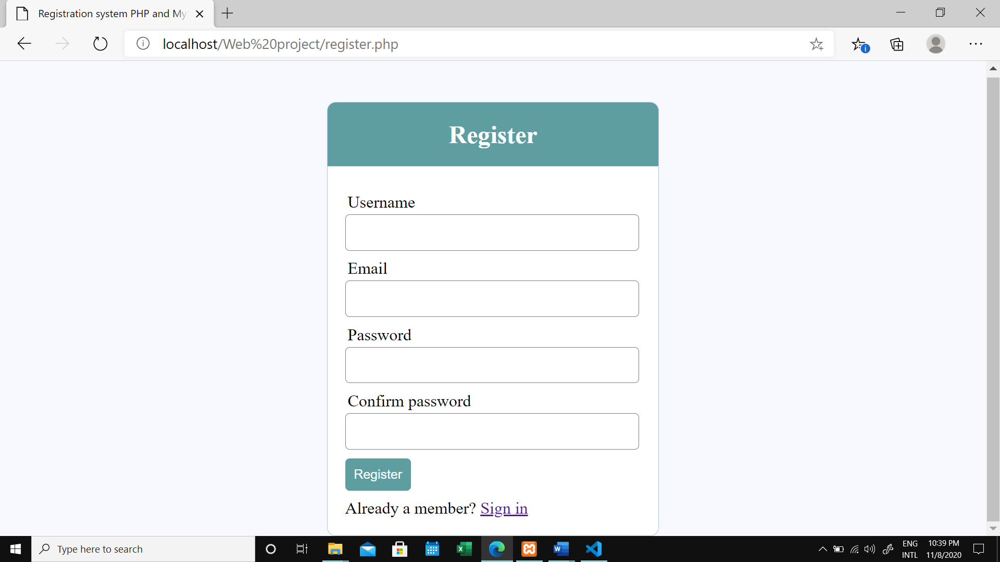 Registration system PHP and My
localhost/Web%20project/register.php
Register
Username
Email
Password
Confirm password
Register
Already a member? Sign in
Type here to search
ENG
INTL
10:39 PM
11/8/2020